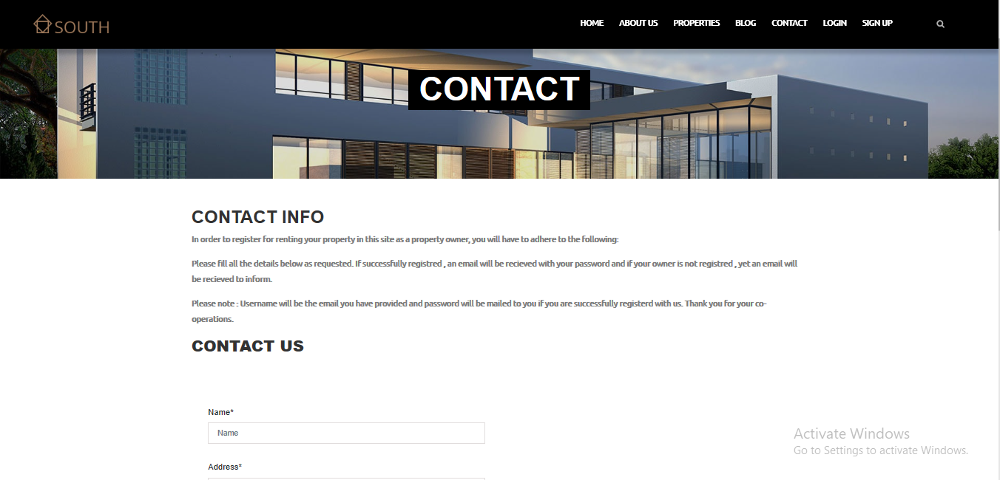 SOUTH
HOME ABOUT US PROPERTIES BLOG CONTACT LOGIN SIGN UP
CONTACT
CONTACT INFO
In order to register for renting your property in this site as a property owner, you will have to adhere to the following:
Please fill all the details below as requested. If successfully registred , an email will be recieved with your password and if your owner is not registred , yet an email will
be recieved to inform.
Please note : Username will be the email you have provided and password will be mailed to you if you are successfully registerd with us. Thank you for your co-
operations.
CONTACT US
Name*
Name
Address*
Activate Windows
Go to Settings to activate Windows.